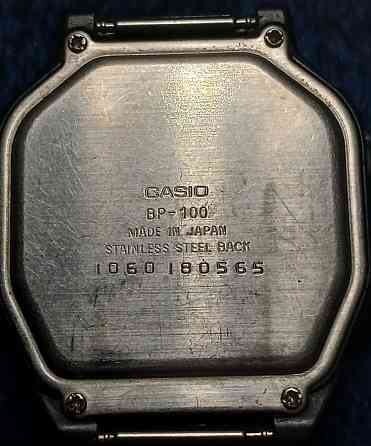 CASIO
BP-100
MADE IN JAPAN
STAINLESS STEEL BACK
1060 180565